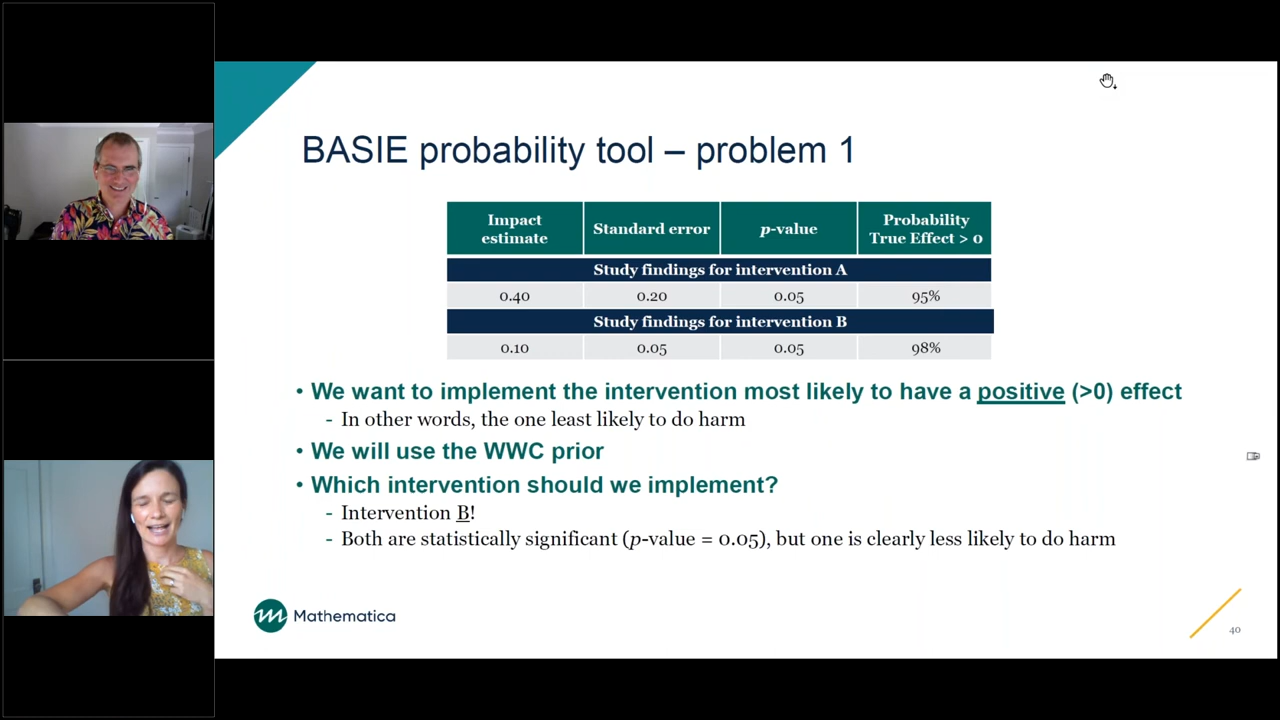 BASIE probability tool – problem 1
Impact estimate Standard error p-value Probability True Effect > 0
Study findings for intervention A
0.40 0.20 0.05 95%
Study findings for intervention B
0.10 0.05 0.05 98%
• We want to implement the intervention most likely to have a positive (>0) effect
- In other words, the one least likely to do harm
• We will use the WWC prior
• Which intervention should we implement?
- Intervention B!
- Both are statistically significant (p-value = 0.05), but one is clearly less likely to do harm
Mathematica
40